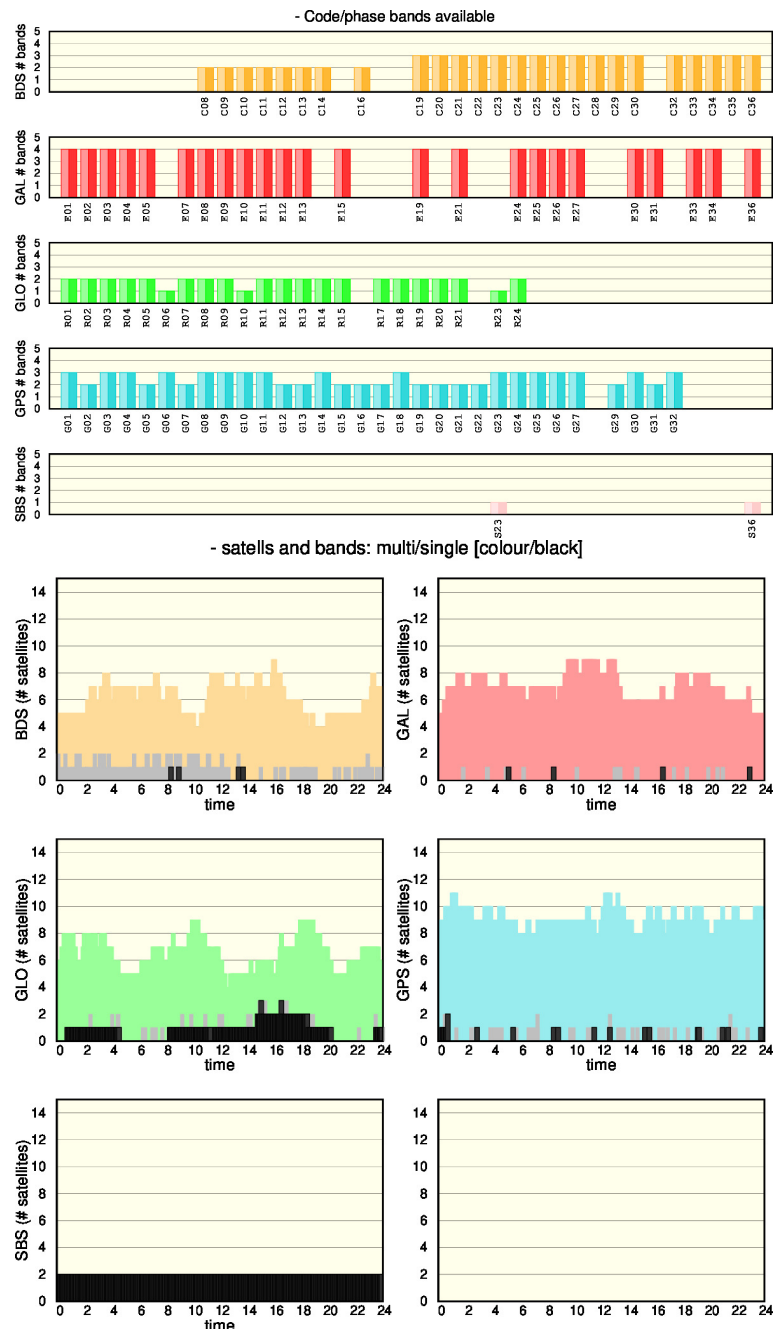 - Code/phase bands available
BDS # bands
5
4
3
2
1
0
C08 C09 C10 C11 C12 C13 C14 C16 C19 C20 C21 C22 C23 C24 C25 C26 C27 C28 C29 C30 C32 C33 C34 C35 C36
GAL # bands
5
4
3
2
1
0
E01 E02 E03 E04 E05 E07 E08 E09 E10 E11 E12 E13 E15 E19 E21 E24 E25 E26 E27 E30 E31 E33 E34 E36
GLO # bands
5
4
3
2
1
0
R01 R02 R03 R04 R05 R06 R07 R08 R09 R10 R11 R12 R13 R14 R15 R17 R18 R19 R20 R21 R23 R24
GPS # bands
5
4
3
2
1
0
G01 G02 G03 G04 G05 G06 G07 G08 G09 G10 G11 G12 G13 G14 G15 G16 G17 G18 G19 G20 G21 G22 G23 G24 G25 G26 G27 G29 G30 G31 G32
SBS # bands
5
4
3
2
1
0
S23 S36
- satells and bands: multi/single [colour/black]
BDS (# satellites)
14
12
10
8
6
4
2
0
0 2 4 6 8 10 12 14 16 18 20 22 24
time
GAL (# satellites)
14
12
10
8
6
4
2
0
0 2 4 6 8 10 12 14 16 18 20 22 24
time
GLO (# satellites)
14
12
10
8
6
4
2
0
0 2 4 6 8 10 12 14 16 18 20 22 24
time
GPS (# satellites)
14
12
10
8
6
4
2
0
0 2 4 6 8 10 12 14 16 18 20 22 24
time
SBS (# satellites)
14
12
10
8
6
4
2
0
0 2 4 6 8 10 12 14 16 18 20 22 24
time
14
12
10
8
6
4
2
0
0 2 4 6 8 10 12 14 16 18 20 22 24